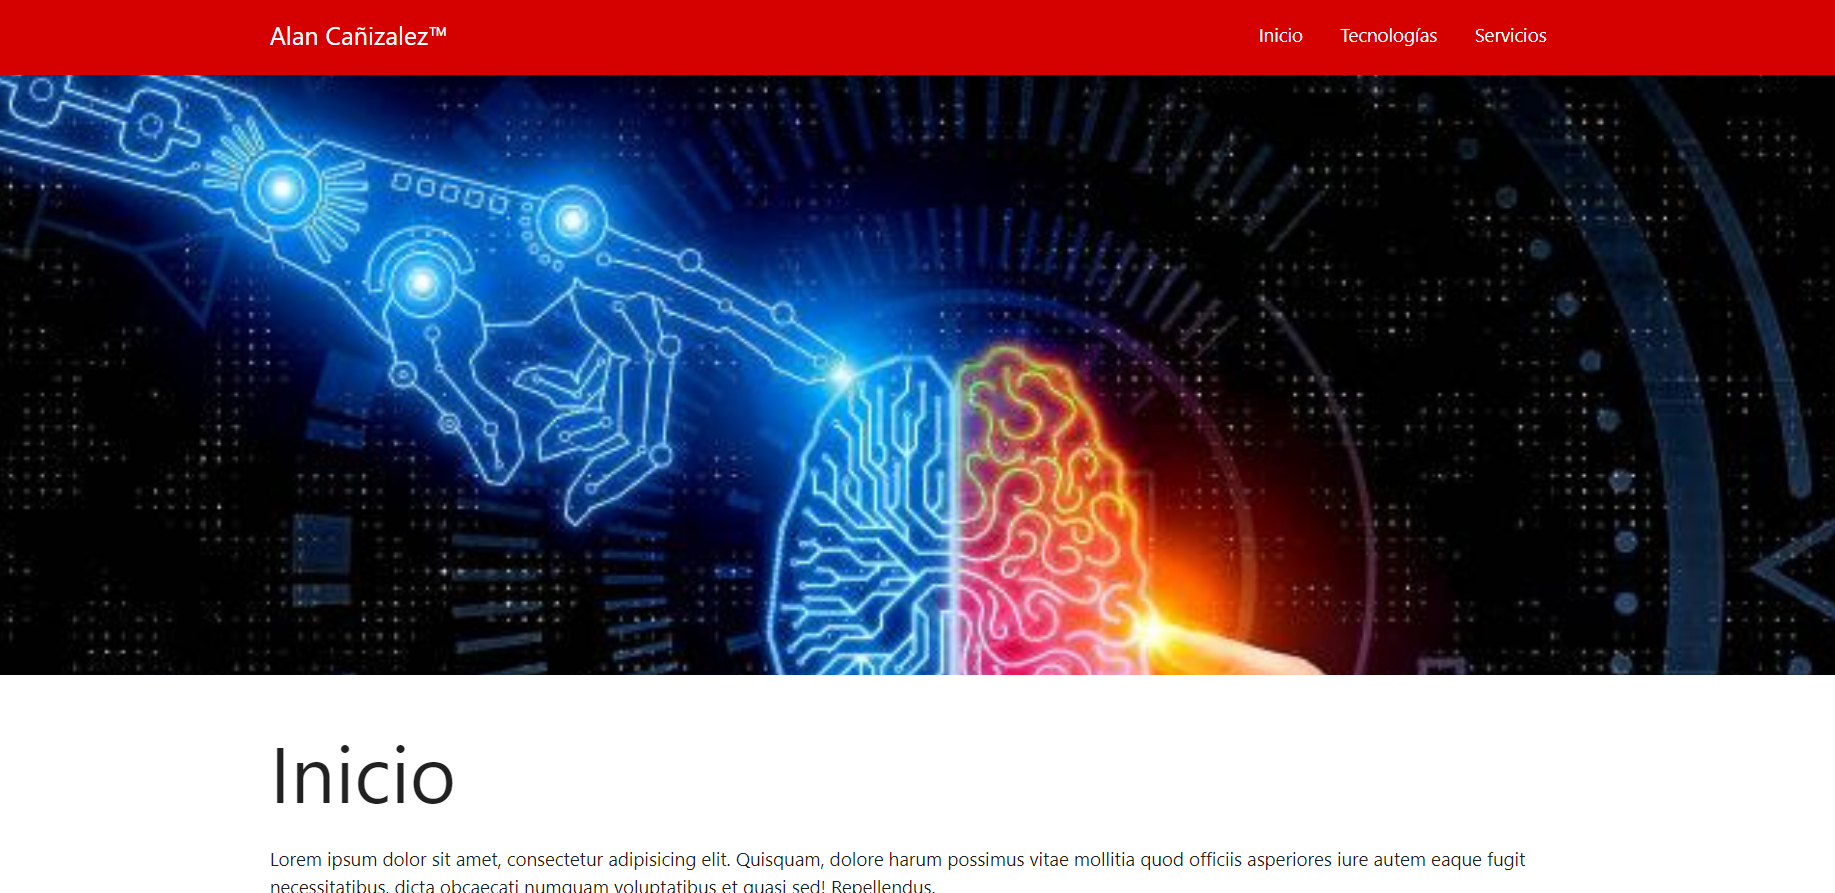 Alan Cañizalez™
Inicio Tecnologías Servicios
Inicio
Lorem ipsum dolor sit amet, consectetur adipisicing elit. Quisquam, dolore harum possimus vitae mollitia quod officiis asperiores iure autem eaque fugit
necessitatibus, dicta obcaecati numquam voluptatibus et quasi sed! Repellendus.